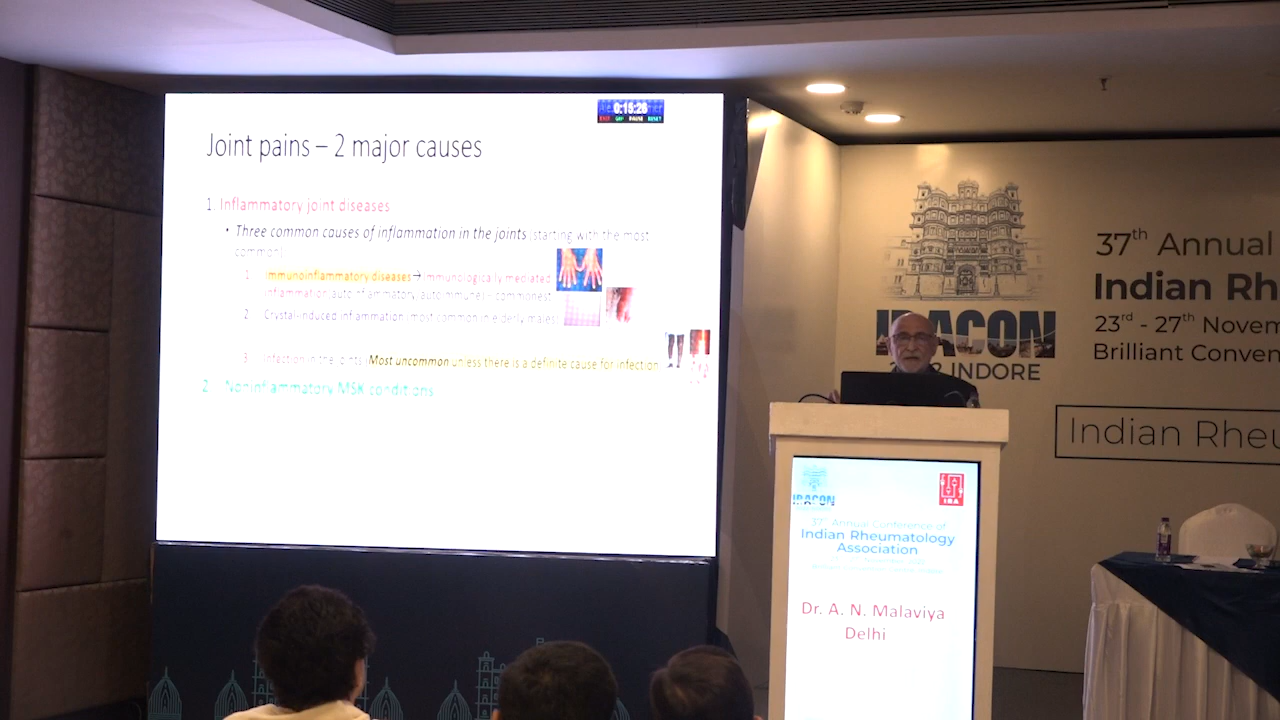 0:15:26
EXIT GAP PAUSE RESET
Joint pains – 2 major causes
1. Inflammatory joint diseases
• Three common causes of inflammation in the joints (starting with the most
common):
1. Immunoinflammatory diseases → Immunologically mediated
inflammation (autoinflammatory, autoimmune) – commonest
2. Crystal-induced inflammation (most common in elderly males)
3. Infection in the joints (Most uncommon unless there is a definite cause for infection
2. Noninflammatory MSK conditions
37th Annual
Indian Rh
23rd - 27th Novem
Brilliant Conven
IRACON
INDORE
Indian Rheu
IRACON
IRA
37th Annual Conference of
Indian Rheumatology
Association
Dr. A. N. Malaviya
Delhi